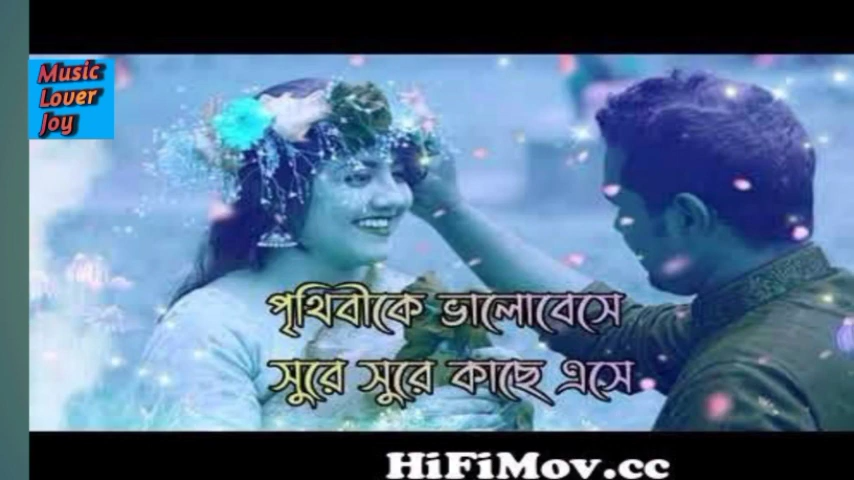 Music
Lover
Joy
পৃথিবীকে ভালোবেসে
সুরে সুরে কাছে এসে
HiFiMov.cc